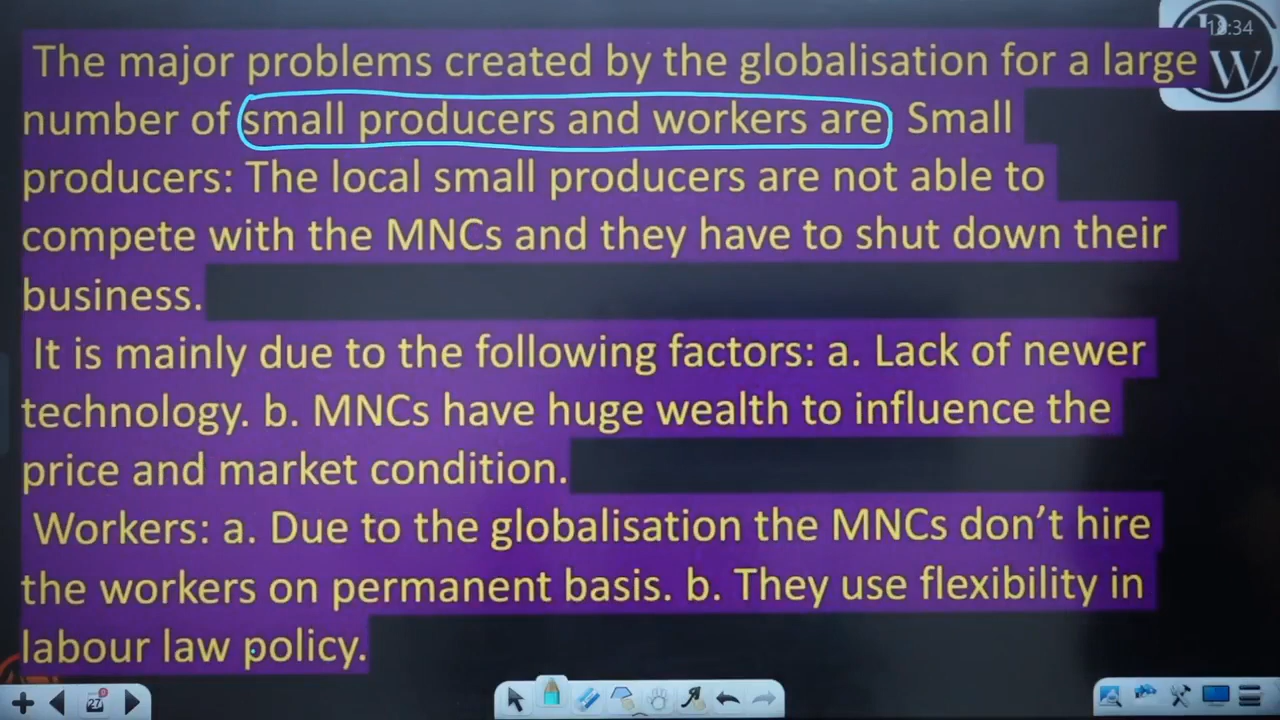 The major problems created by the globalisation for a large
number of small producers and workers are Small
producers: The local small producers are not able to
compete with the MNCs and they have to shut down their
business.
It is mainly due to the following factors: a. Lack of newer
technology. b. MNCs have huge wealth to influence the
price and market condition.
Workers: a. Due to the globalisation the MNCs don’t hire
the workers on permanent basis. b. They use flexibility in
labour law policy.
18:34
P
W
27